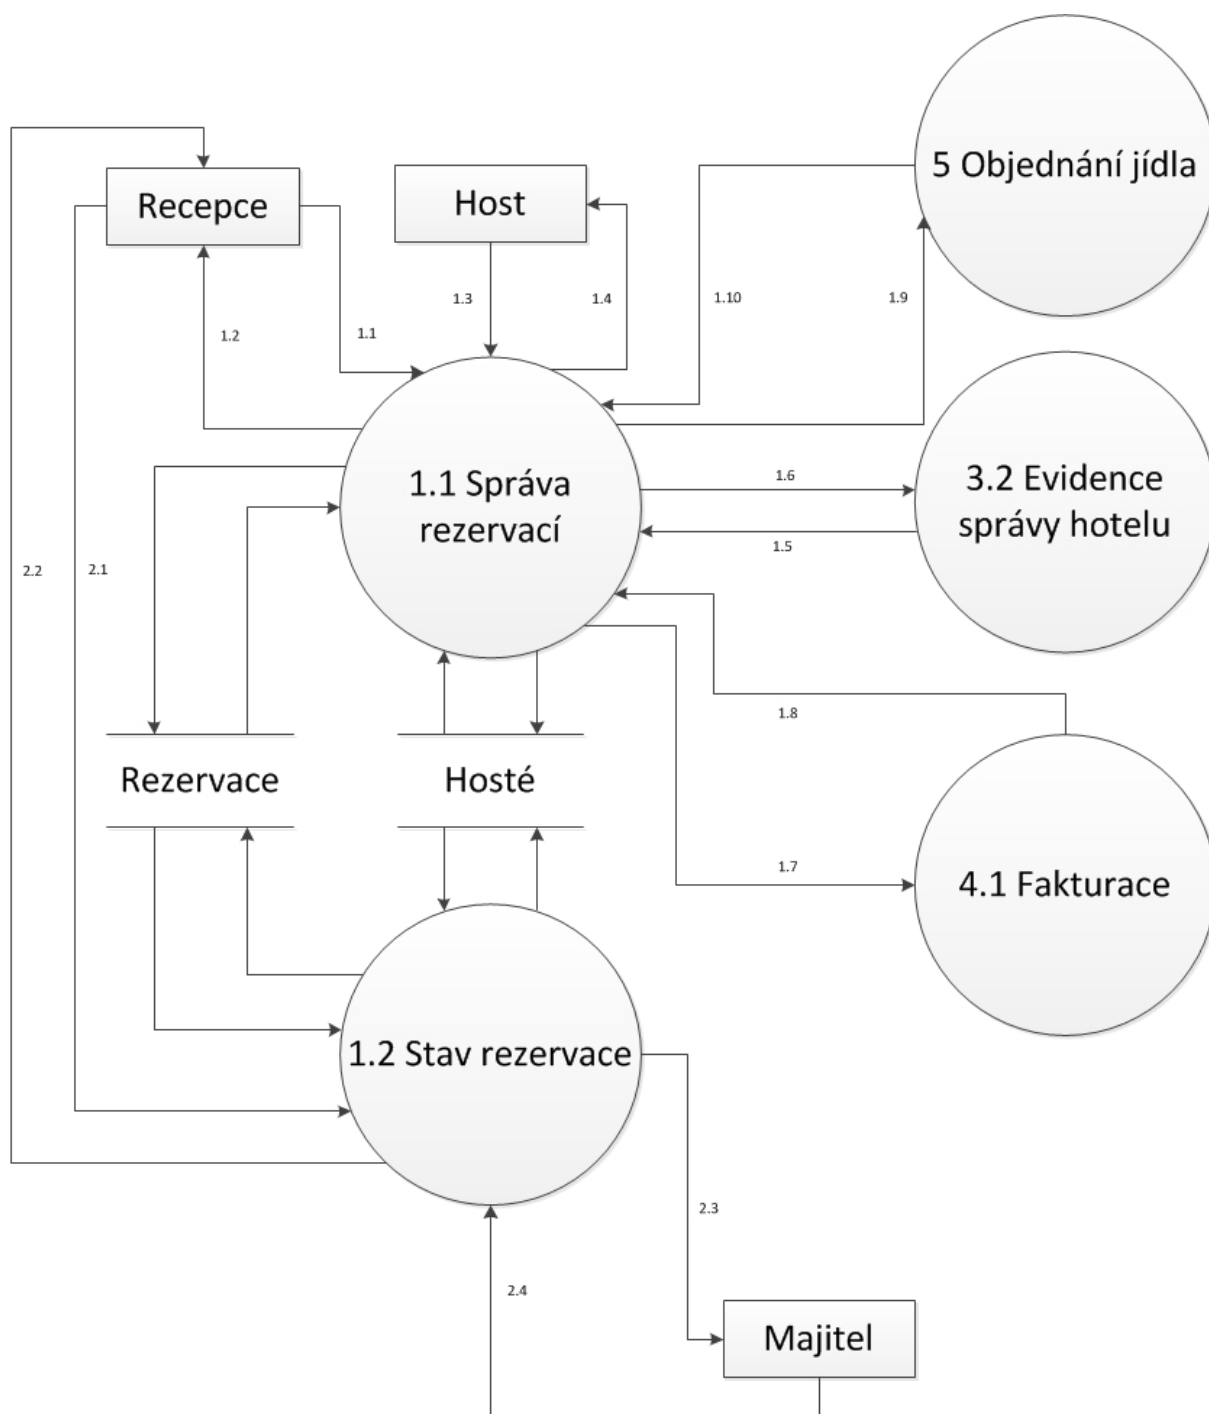 5 Objednání jídla
Recepce
Host
1.3
1.4
1.10
1.9
1.2
1.1
1.1 Správa
rezervací
1.6
3.2 Evidence
správy hotelu
1.5
2.2
2.1
1.8
Rezervace
Hosté
1.7
4.1 Fakturace
1.2 Stav rezervace
2.3
2.4
Majitel